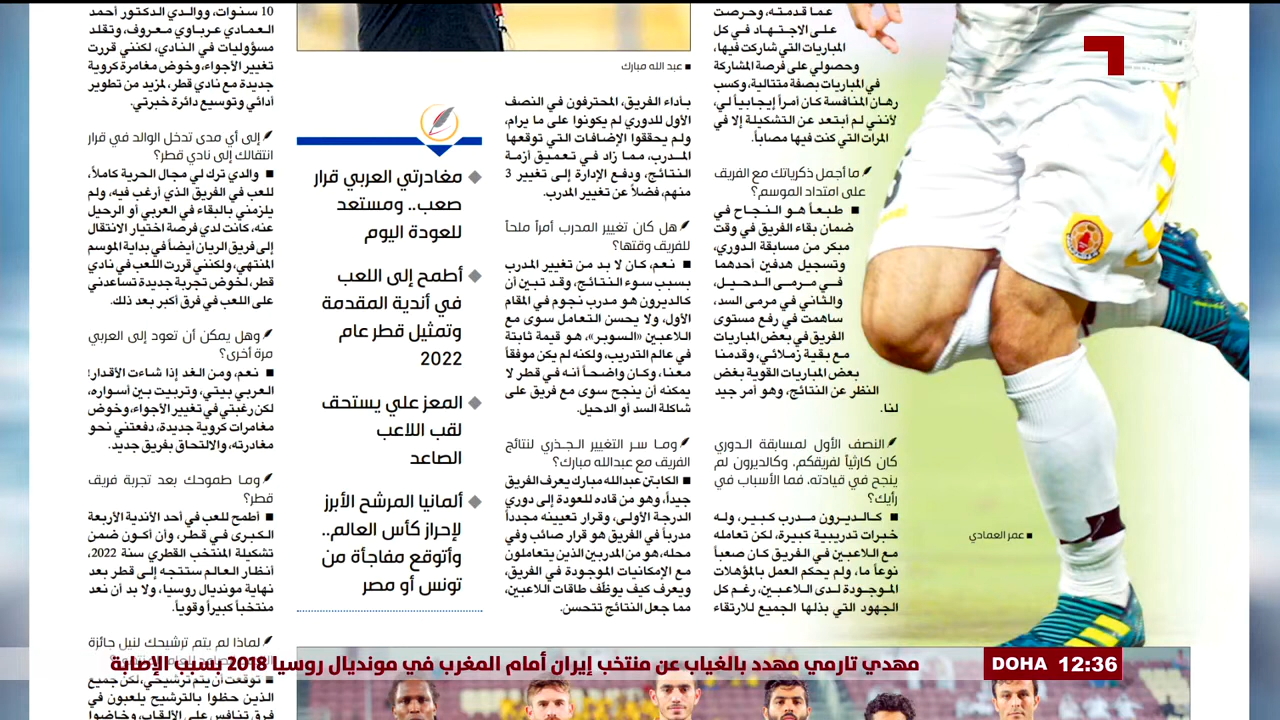 عما قدمته، وحرصت
على الاجتهاد في كل
المباريات التي شاركت فيها،
وحصولي على فرصة المشاركة
في المباريات بصفة متتالية، وكسب
رهان المنافسة كان أمراً إيجابياً لي،
لأنني لم أبتعد عن التشكيلة إلا في
المرات التي كنت فيها مصاباً.
ما أجمل ذكرياتك مع الفريق
على امتداد الموسم؟
■ طبعاً هو النجاح في
ضمان بقاء الفريق في وقت
مبكر من مسابقة الدوري،
وتسجيل هدفين أحدهما
في مرمى الدحيل،
والثاني في مرمى السد،
ساهمت في رفع مستوى
الفريق في بعض المباريات
مع بقية زملائي، وقدمنا
بعض المباريات القوية بغض
النظر عن النتائج، وهو أمر جيد
لنا.
النصف الأول لمسابقة الدوري
كان كارثياً لفريقكم، وكالديرون لم
ينجح في قيادته، فما الأسباب في
رأيك؟
■ كالديرون مدرب كبير، وله
خبرات تدريبية كبيرة، لكن تعامله
مع اللاعبين في الفريق كان صعباً
نوعاً ما، ولم يحكم العمل بالمؤهلات
الموجودة لدى اللاعبين، رغم كل
الجهود التي بذلها الجميع للارتقاء
■ عمر العمادي
■ عبد الله مبارك
بأداء الفريق، المحترفون في النصف
الأول للدوري لم يكونوا على ما يرام،
ولم يحققوا الإضافات التي توقعها
المدرب، مما زاد في تعميق أزمة
النتائج، ودفع الإدارة إلى تغيير 3
منهم، فضلاً عن تغيير المدرب.
هل كان تغيير المدرب أمراً ملحاً
للفريق وقتها؟
■ نعم، كان لا بد من تغيير المدرب
بسبب سوء النتائج، وقد تبين أن
كالديرون هو مدرب نجوم في المقام
الأول، ولا يحسن التعامل سوى مع
اللاعبين «السوبر»، هو قيمة ثابتة
في عالم التدريب، ولكنه لم يكن موفقاً
معنا، وكان واضحاً أنه في قطر لا
يمكنه أن ينجح سوى مع فريق على
شاكلة السد أو الدحيل.
وما سر التغيير الجذري لنتائج
الفريق مع عبدالله مبارك؟
■ الكابتن عبدالله مبارك يعرف الفريق
جيداً، وهو من قاده للعودة إلى دوري
الدرجة الأولى، وقرار تعيينه مجدداً
مدرباً في الفريق هو قرار صائب وفي
محله، هو من المدربين الذين يتعاملون
مع الإمكانيات الموجودة في الفريق،
ويعرف كيف يوظّف طاقات اللاعبين،
مما جعل النتائج تتحسن.
◆ مغادرتي العربي قرار
صعب.. ومستعد
للعودة اليوم
◆ أطمح إلى اللعب
في أندية المقدمة
وتمثيل قطر عام
2022
◆ المعز علي يستحق
لقب اللاعب
الصاعد
◆ ألمانيا المرشح الأبرز
لإحراز كأس العالم..
وأتوقع مفاجأة من
تونس أو مصر
10 سنوات، ووالدي الدكتور أحمد
العمادي عرباوي معروف، وتقلد
مسؤوليات في النادي، لكنني قررت
تغيير الأجواء، وخوض مغامرة كروية
جديدة مع نادي قطر، لمزيد من تطوير
أدائي وتوسيع دائرة خبرتي.
إلى أي مدى تدخل الوالد في قرار
انتقالك إلى نادي قطر؟
■ والدي ترك لي مجال الحرية كاملاً،
للعب في الفريق الذي أرغب فيه، ولم
يلزمني بالبقاء في العربي أو الرحيل
عنه، كانت لدي فرصة اختيار الانتقال
إلى فريق الريان أيضاً في بداية الموسم
المنتهي، ولكنني قررت اللعب في نادي
قطر، لخوض تجربة جديدة تساعدني
على اللعب في فرق أكبر بعد ذلك.
وهل يمكن أن تعود إلى العربي
مرة أخرى؟
■ نعم، ومن الغد إذا شاءت الأقدار!
العربي بيتي، وتربيت بين أسواره،
لكن رغبتي في تغيير الأجواء، وخوض
مغامرات كروية جديدة، دفعتني نحو
مغادرته، والالتحاق بفريق جديد.
وما طموحك بعد تجربة فريق
قطر؟
■ أطمح للعب في أحد الأندية الأربعة
الكبرى في قطر، وأن أكون ضمن
تشكيلة المنتخب القطري سنة 2022،
أنظار العالم ستتجه إلى قطر بعد
نهاية مونديال روسيا، ولا بد أن نعد
منتخباً كبيراً وقوياً.
لماذا لم يتم ترشيحك لنيل جائزة
■ توقعت أن يتم ترشيحي، لكن جميع
الذين حظوا بالترشيح يلعبون في
فرق تنافس على الألقاب، وخاضوا
DOHA 12:36
مهدي تارمي مهدد بالغياب عن منتخب إيران أمام المغرب في مونديال روسيا 2018 بسبب الإصابة